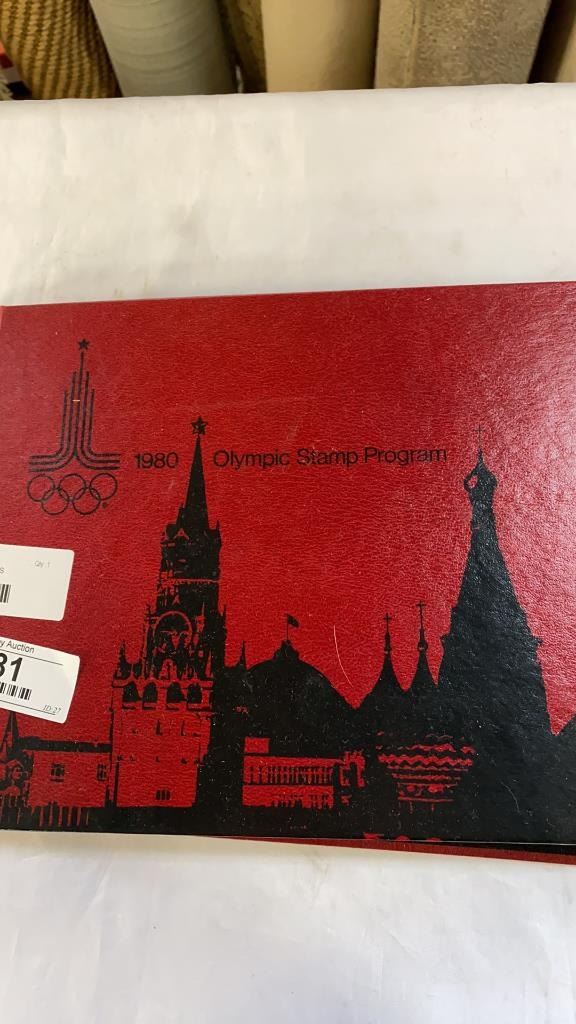 1980 Olympic Stamp Program
Qty: 1
s
y Auction
31
ID-27